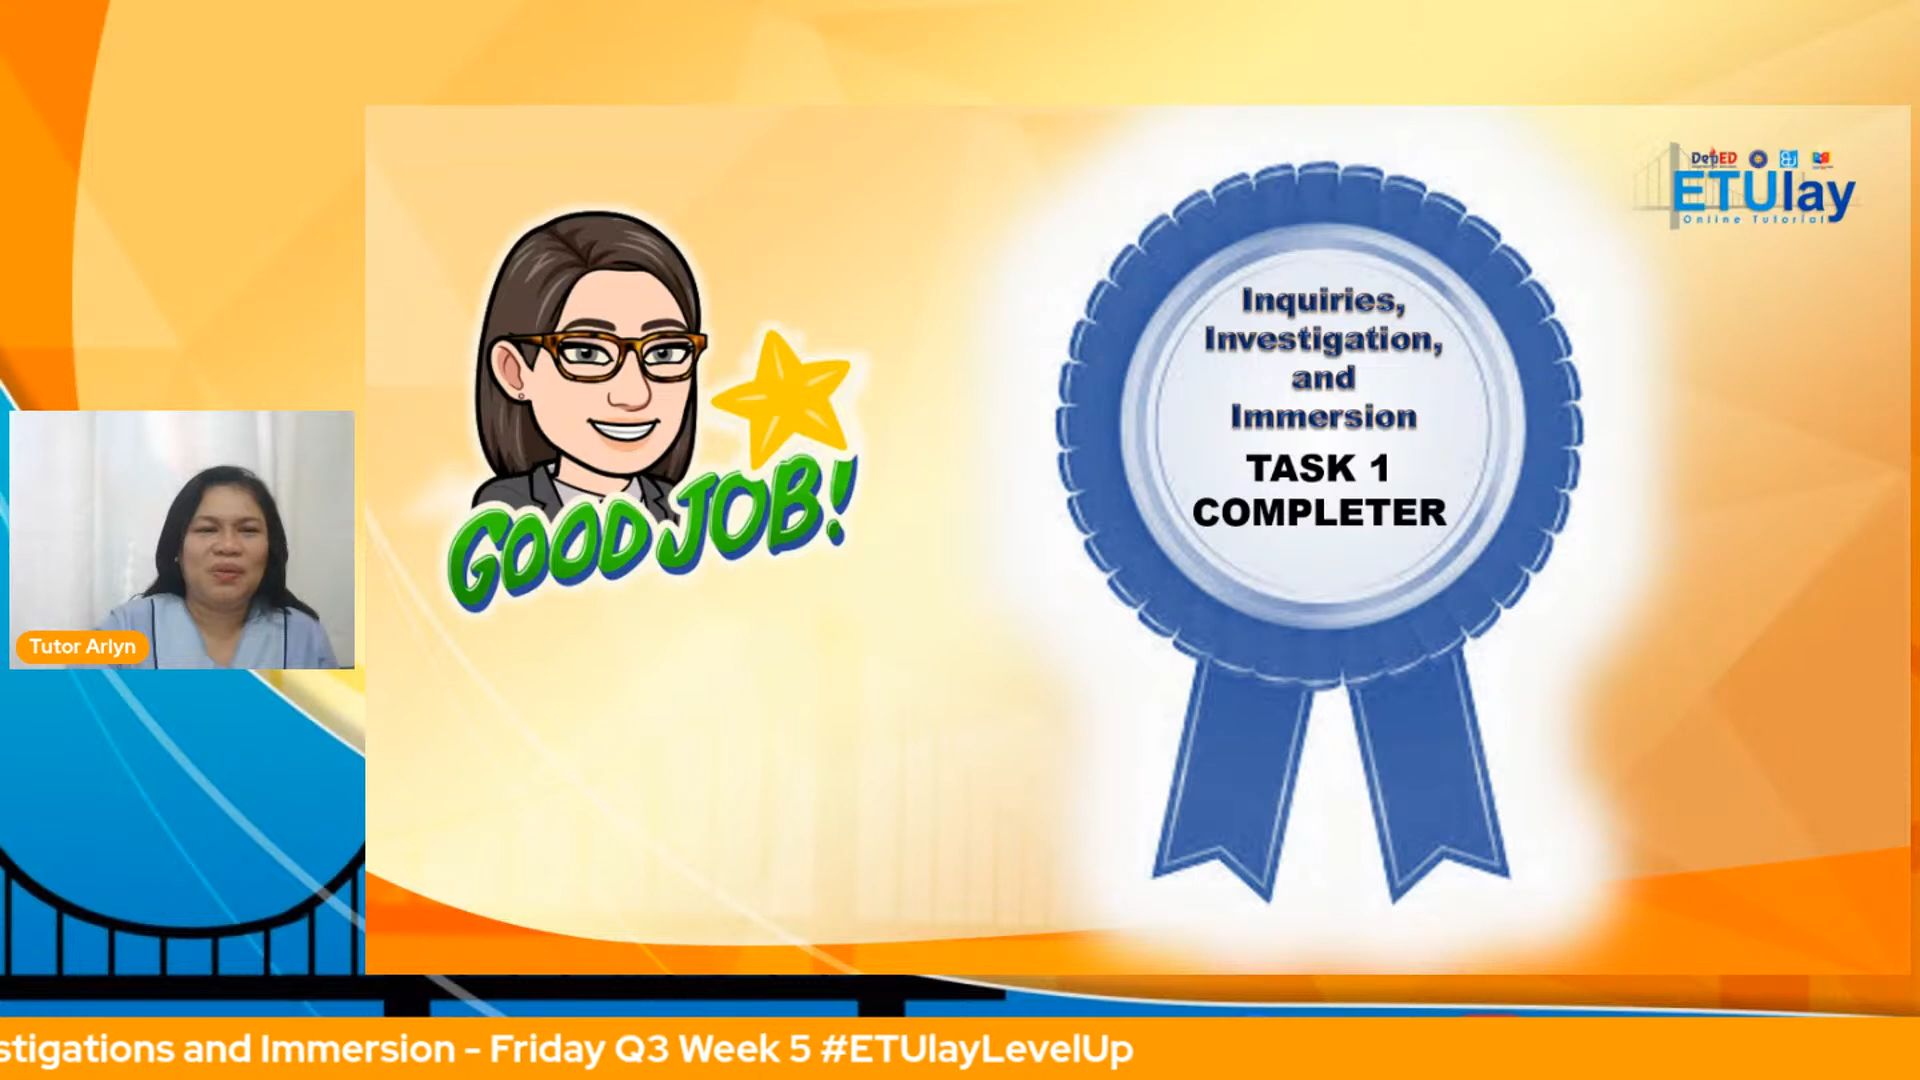 DepED
ETUlay
Online Tutorial
Inquiries,
Investigation,
and
Immersion
TASK 1
COMPLETER
GOOD JOB!
Tutor Arlyn
stigations and Immersion - Friday Q3 Week 5 #ETUlayLevelUp